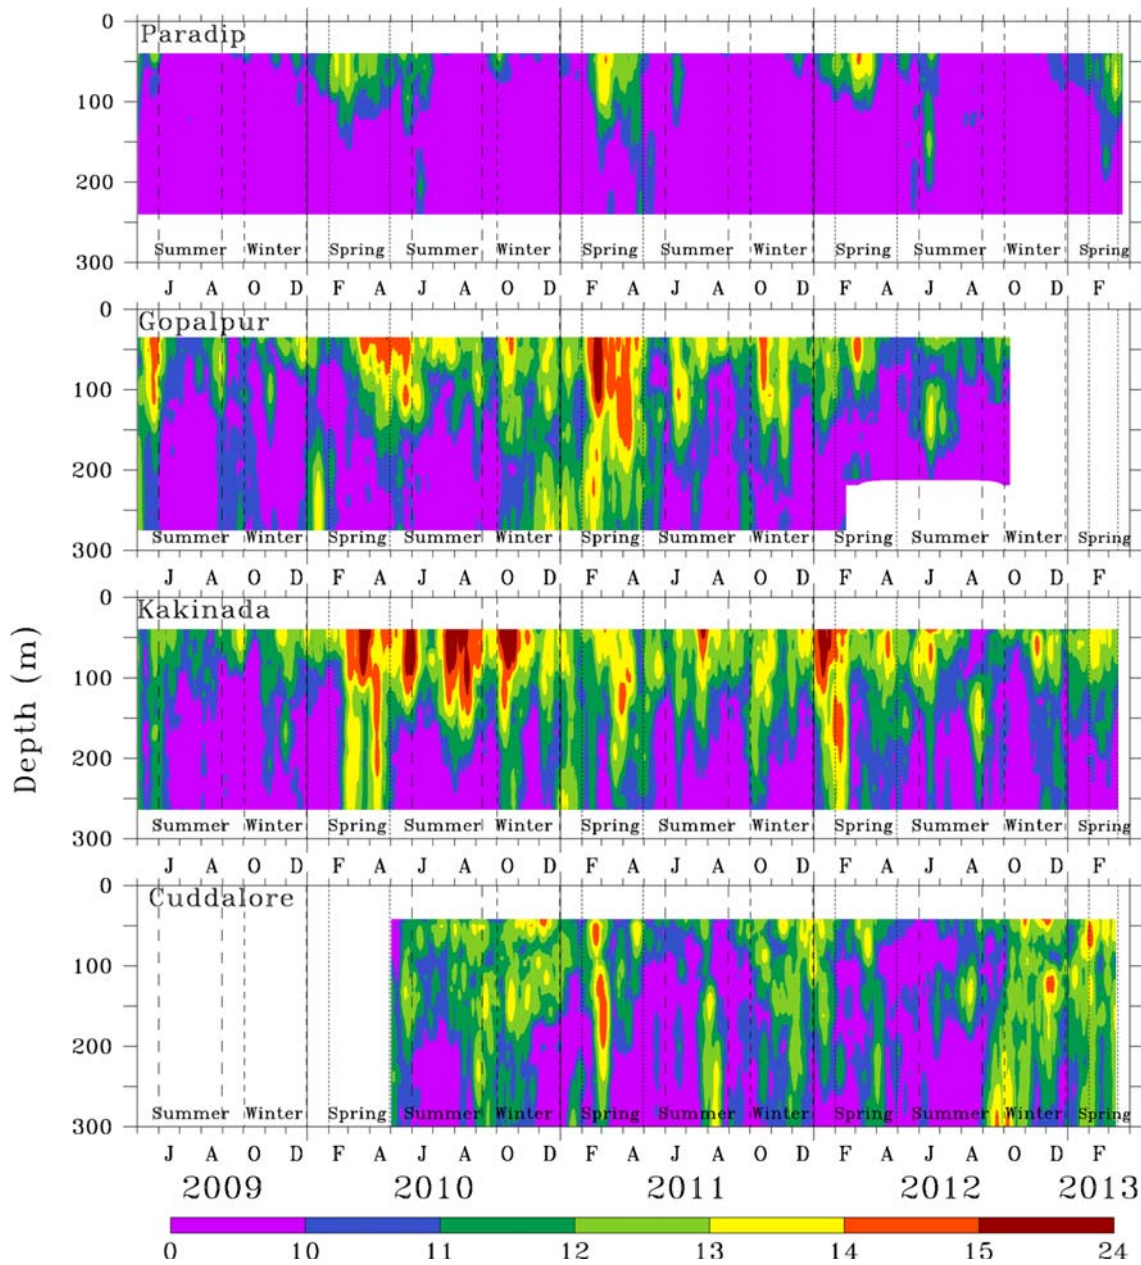 0
Paradip
100
200
Summer Winter Spring Summer Winter Spring Summer Winter Spring Summer Winter Spring
300
J A O D F A J A O D F A J A O D F A J A O D F
0
Gopalpur
100
200
300
Summer Winter Spring Summer Winter Spring Summer Winter Spring Summer Winter Spring
J A O D F A J A O D F A J A O D F A J A O D F
0
Kakinada
100
200
Summer Winter Spring Summer Winter Spring Summer Winter Spring Summer Winter Spring
300
J A O D F A J A O D F A J A O D F A J A O D F
Depth (m)
0
Cuddalore
100
200
Summer Winter Spring Summer Winter Spring Summer Winter Spring Summer Winter Spring
300
J A O D F A J A O D F A J A O D F A J A O D F
2009 2010 2011 2012 2013
0 10 11 12 13 14 15 24